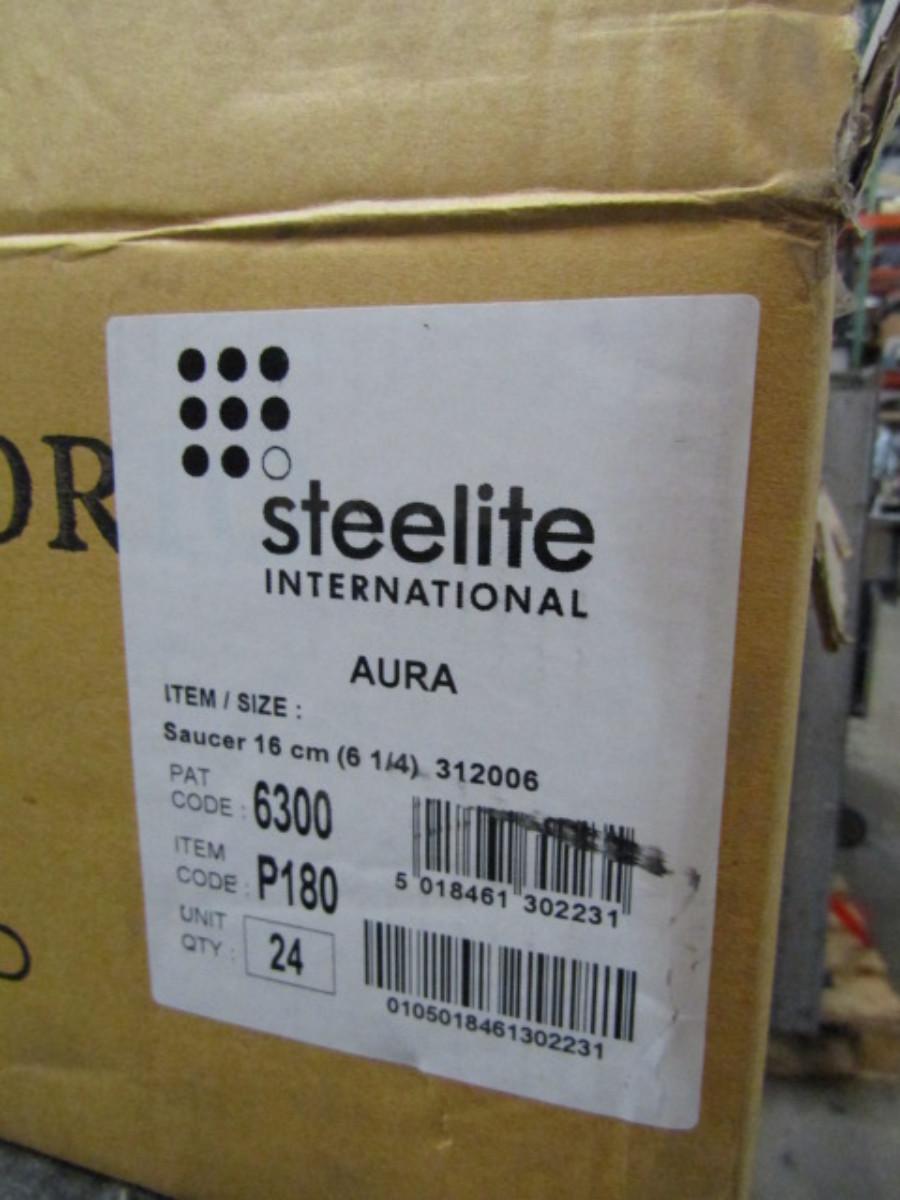 steelite
INTERNATIONAL
AURA
ITEM / SIZE :
Saucer 16 cm (6 1/4) 312006
PAT
CODE : 6300
ITEM
CODE : P180
UNIT
QTY : 24
5 018461 302231
0105018461302231